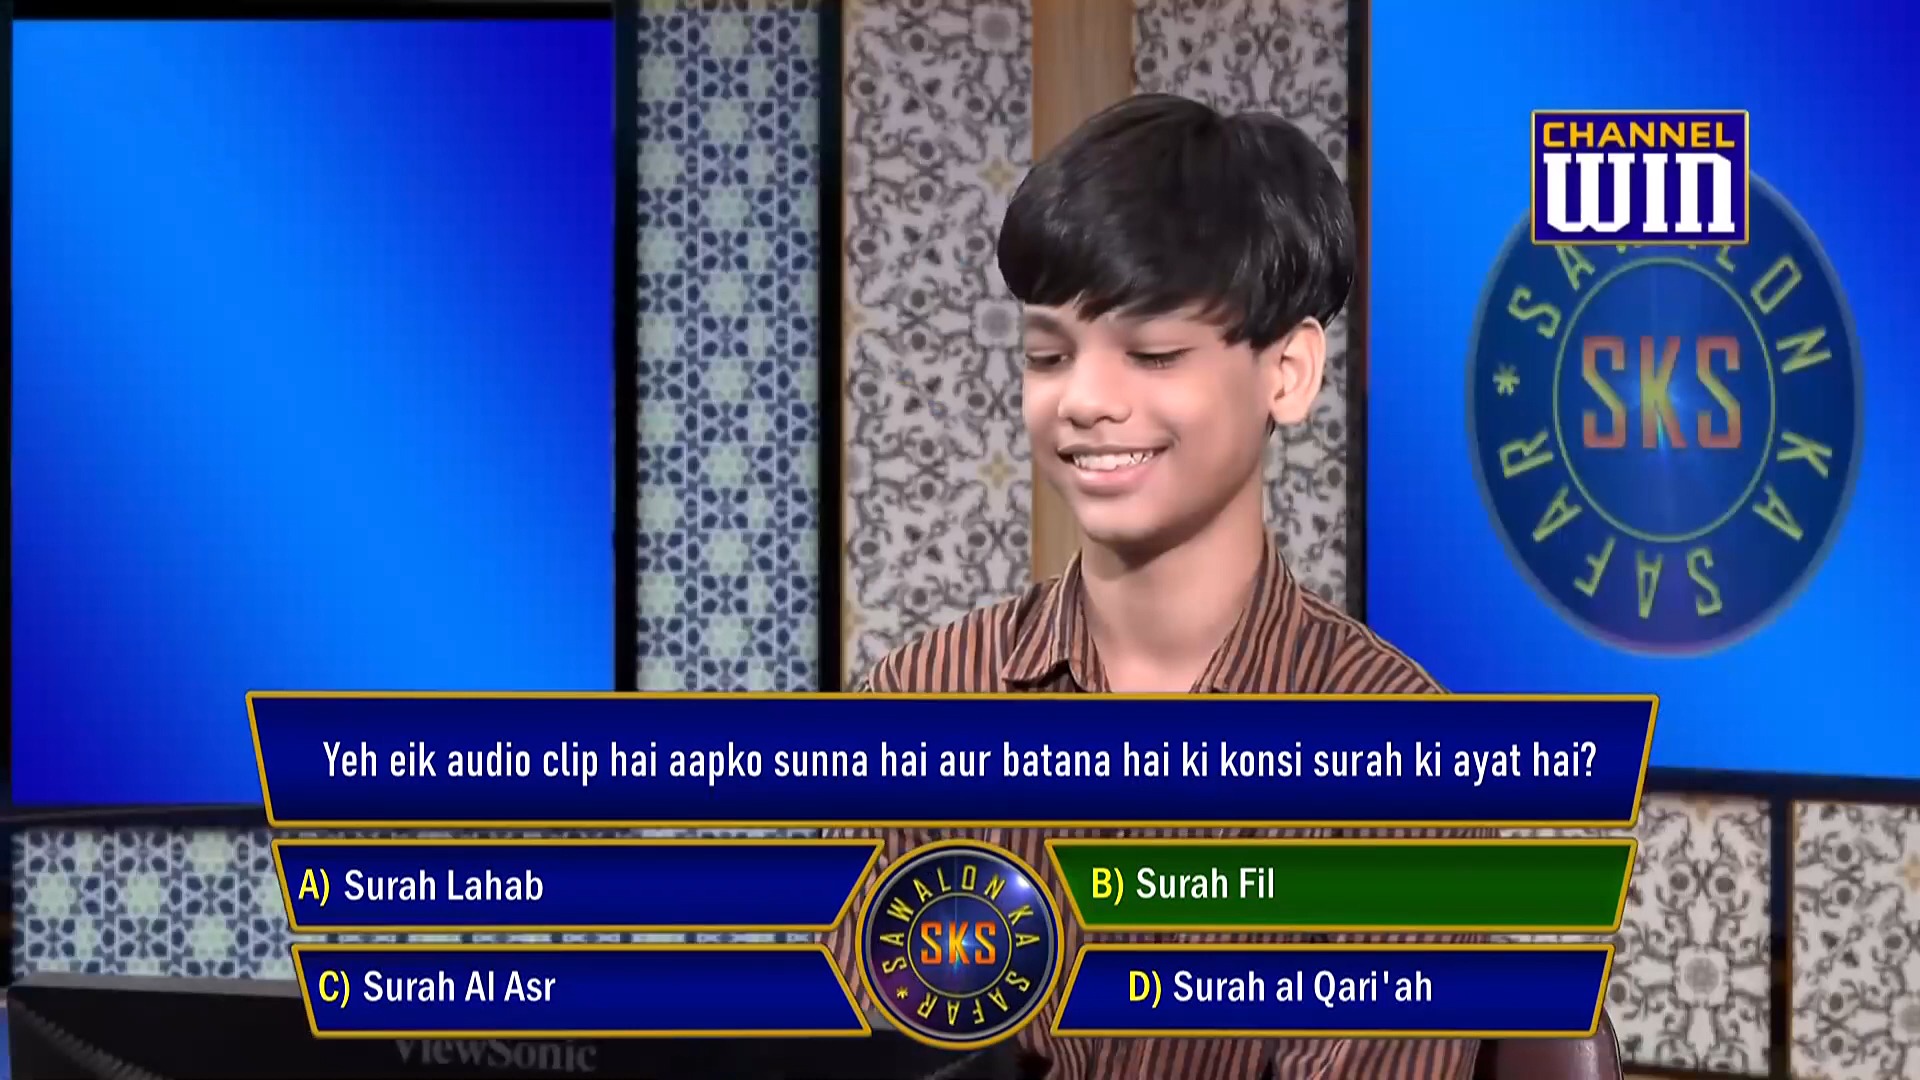 CHANNEL
WIN
SAWALON KA SAFAR *
SKS
Yeh eik audio clip hai aapko sunna hai aur batana hai ki konsi surah ki ayat hai?
A) Surah Lahab
B) Surah Fil
SAWALON KA SAFAR *
SKS
C) Surah Al Asr
D) Surah al Qari'ah
ViewSonic